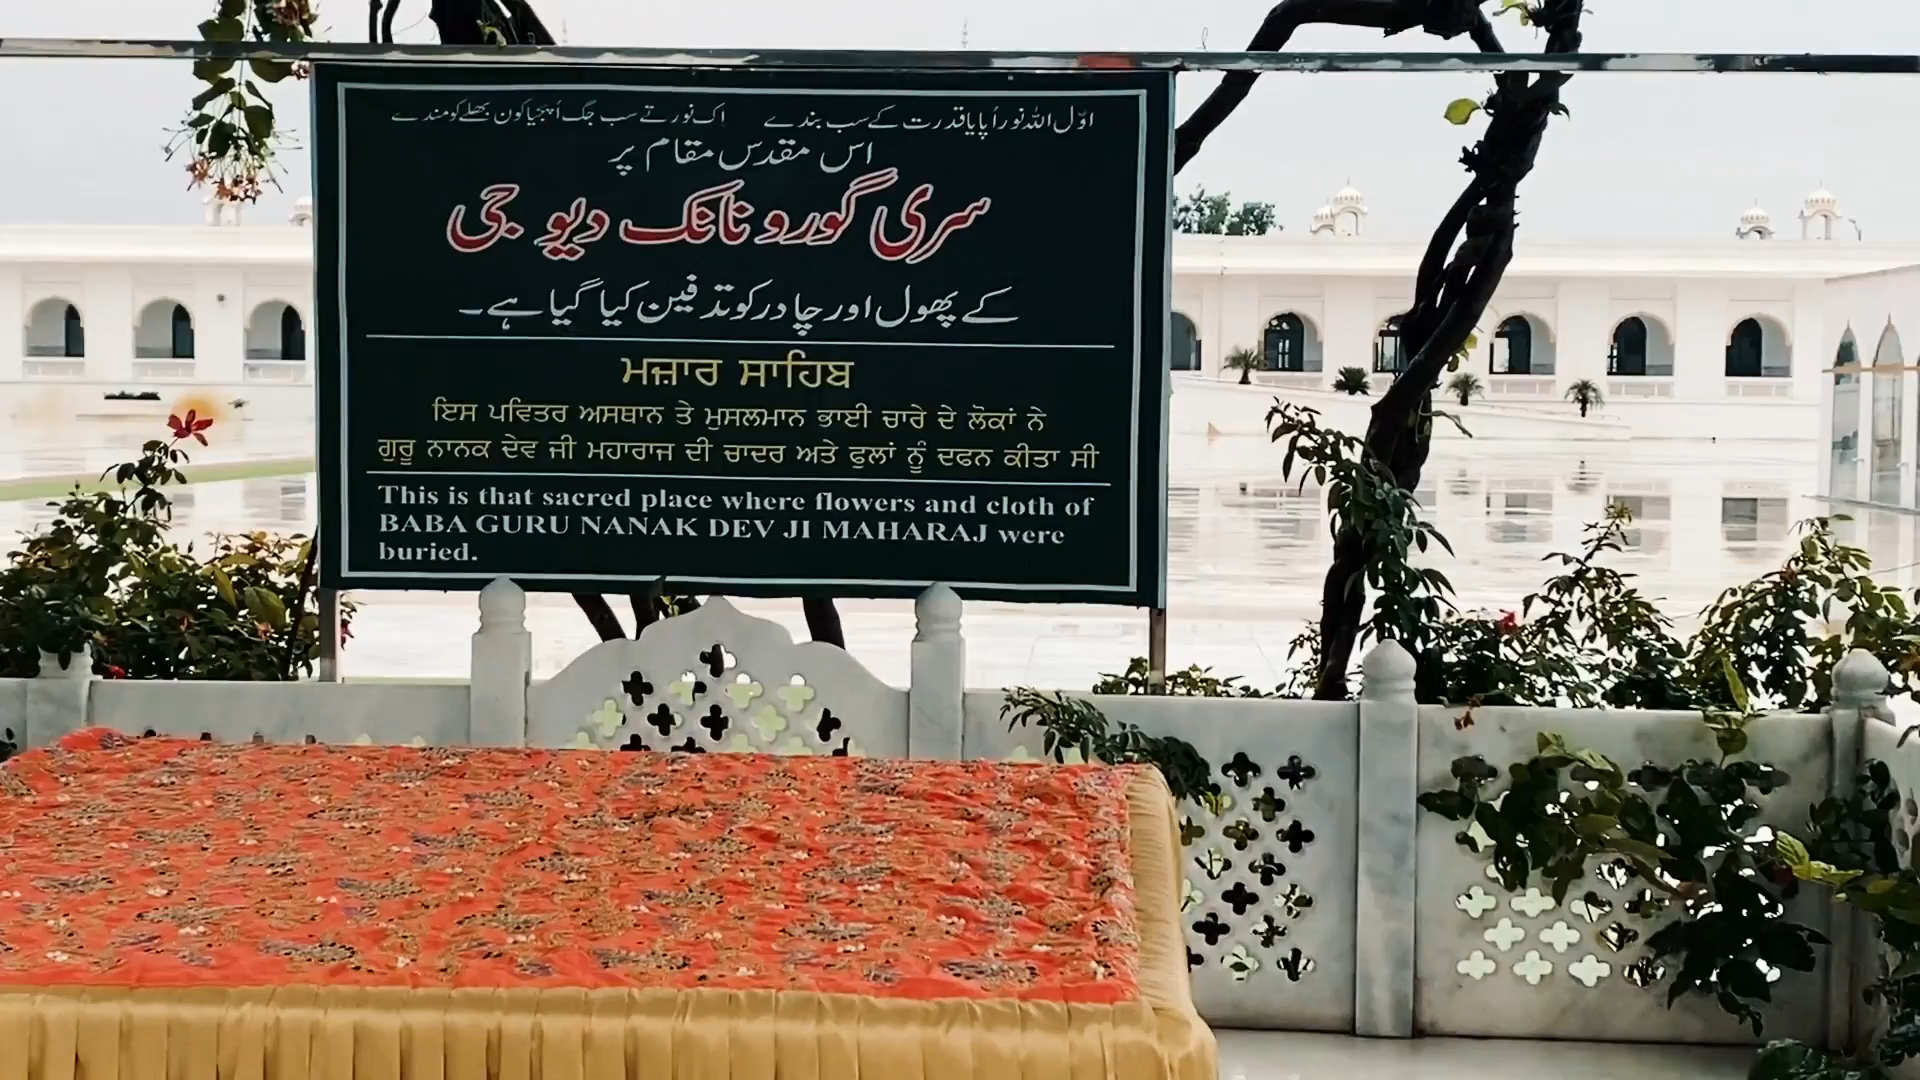 اوّل اللہ نور اُپایا قدرت کے سب بندے اک نور تے سب جگ اُپجیا کون بھلے کو مندے
اس مقدس مقام پر
سری گورو نانک دیو جی
کے پھول اور چادر کو تدفین کیا گیا ہے۔
ਮਜ਼ਾਰ ਸਾਹਿਬ
ਇਸ ਪਵਿਤਰ ਅਸਥਾਨ ਤੇ ਮੁਸਲਮਾਨ ਭਾਈ ਚਾਰੇ ਦੇ ਲੋਕਾਂ ਨੇ
ਗੁਰੂ ਨਾਨਕ ਦੇਵ ਜੀ ਮਹਾਰਾਜ ਦੀ ਚਾਦਰ ਅਤੇ ਫੁਲਾਂ ਨੂੰ ਦਫਨ ਕੀਤਾ ਸੀ
This is that sacred place where flowers and cloth of
BABA GURU NANAK DEV JI MAHARAJ were
buried.